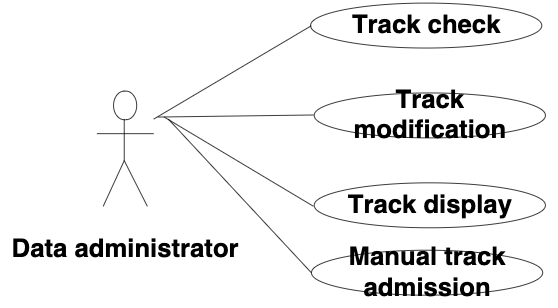 Track check
Track
modification
Track display
Data administrator
Manual track
admission